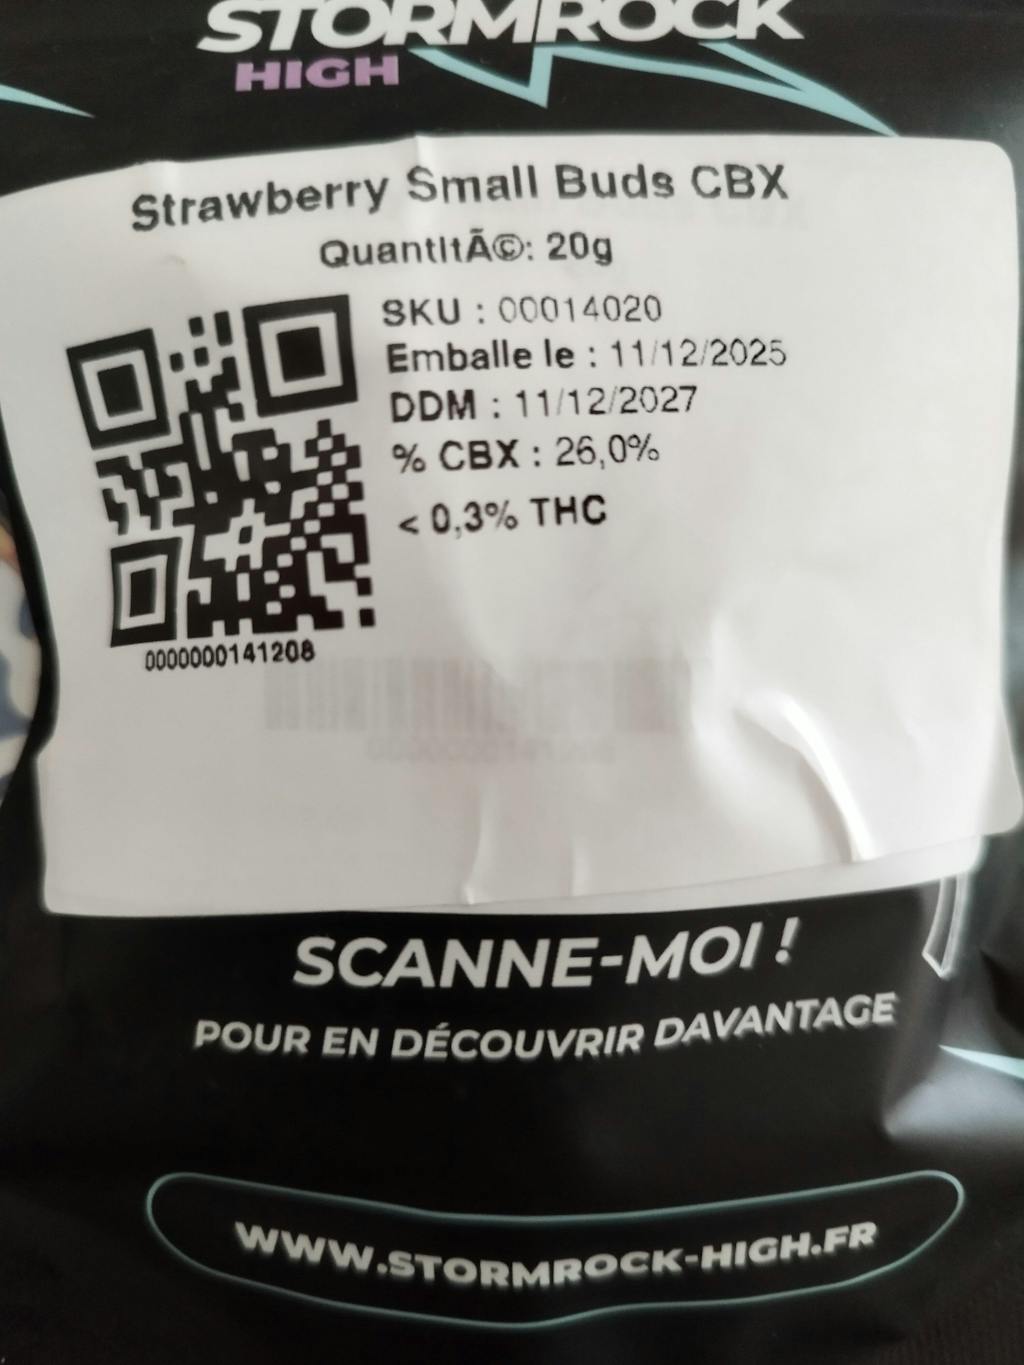 STORMROCK
HIGH
Strawberry Small Buds CBX
QuantitÃ©: 20g
SKU : 00014020
Emballe le : 11/12/2025
DDM : 11/12/2027
% CBX : 26,0%
< 0,3% THC
0000000141208
SCANNE-MOI !
POUR EN DÉCOUVRIR DAVANTAGE
WWW.STORMROCK-HIGH.FR